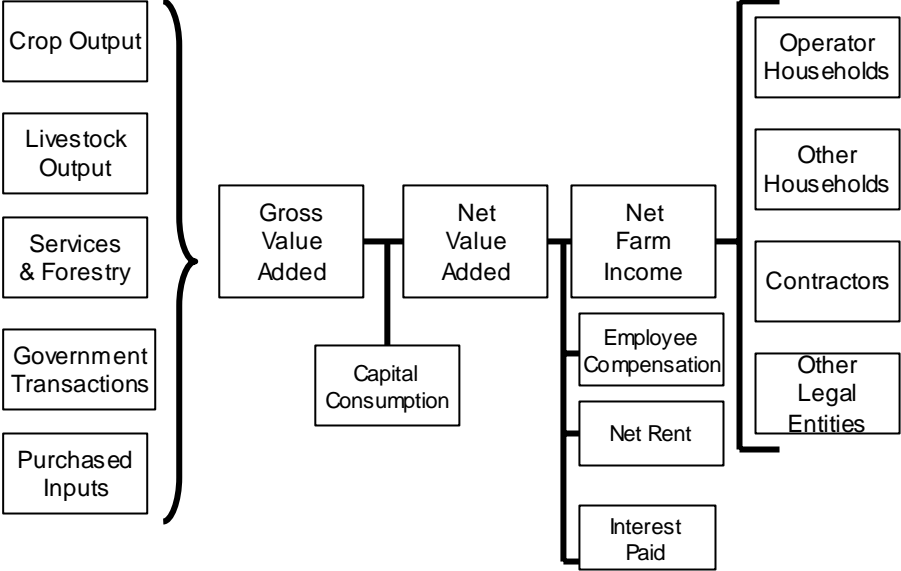 Crop Output
Livestock
Output
Services
& Forestry
Government
Transactions
Purchased
Inputs
Gross
Value
Added
Capital
Consumption
Net
Value
Added
Net
Farm
Income
Employee
Compensation
Net Rent
Interest
Paid
Operator
Households
Other
Households
Contractors
Other
Legal
Entities